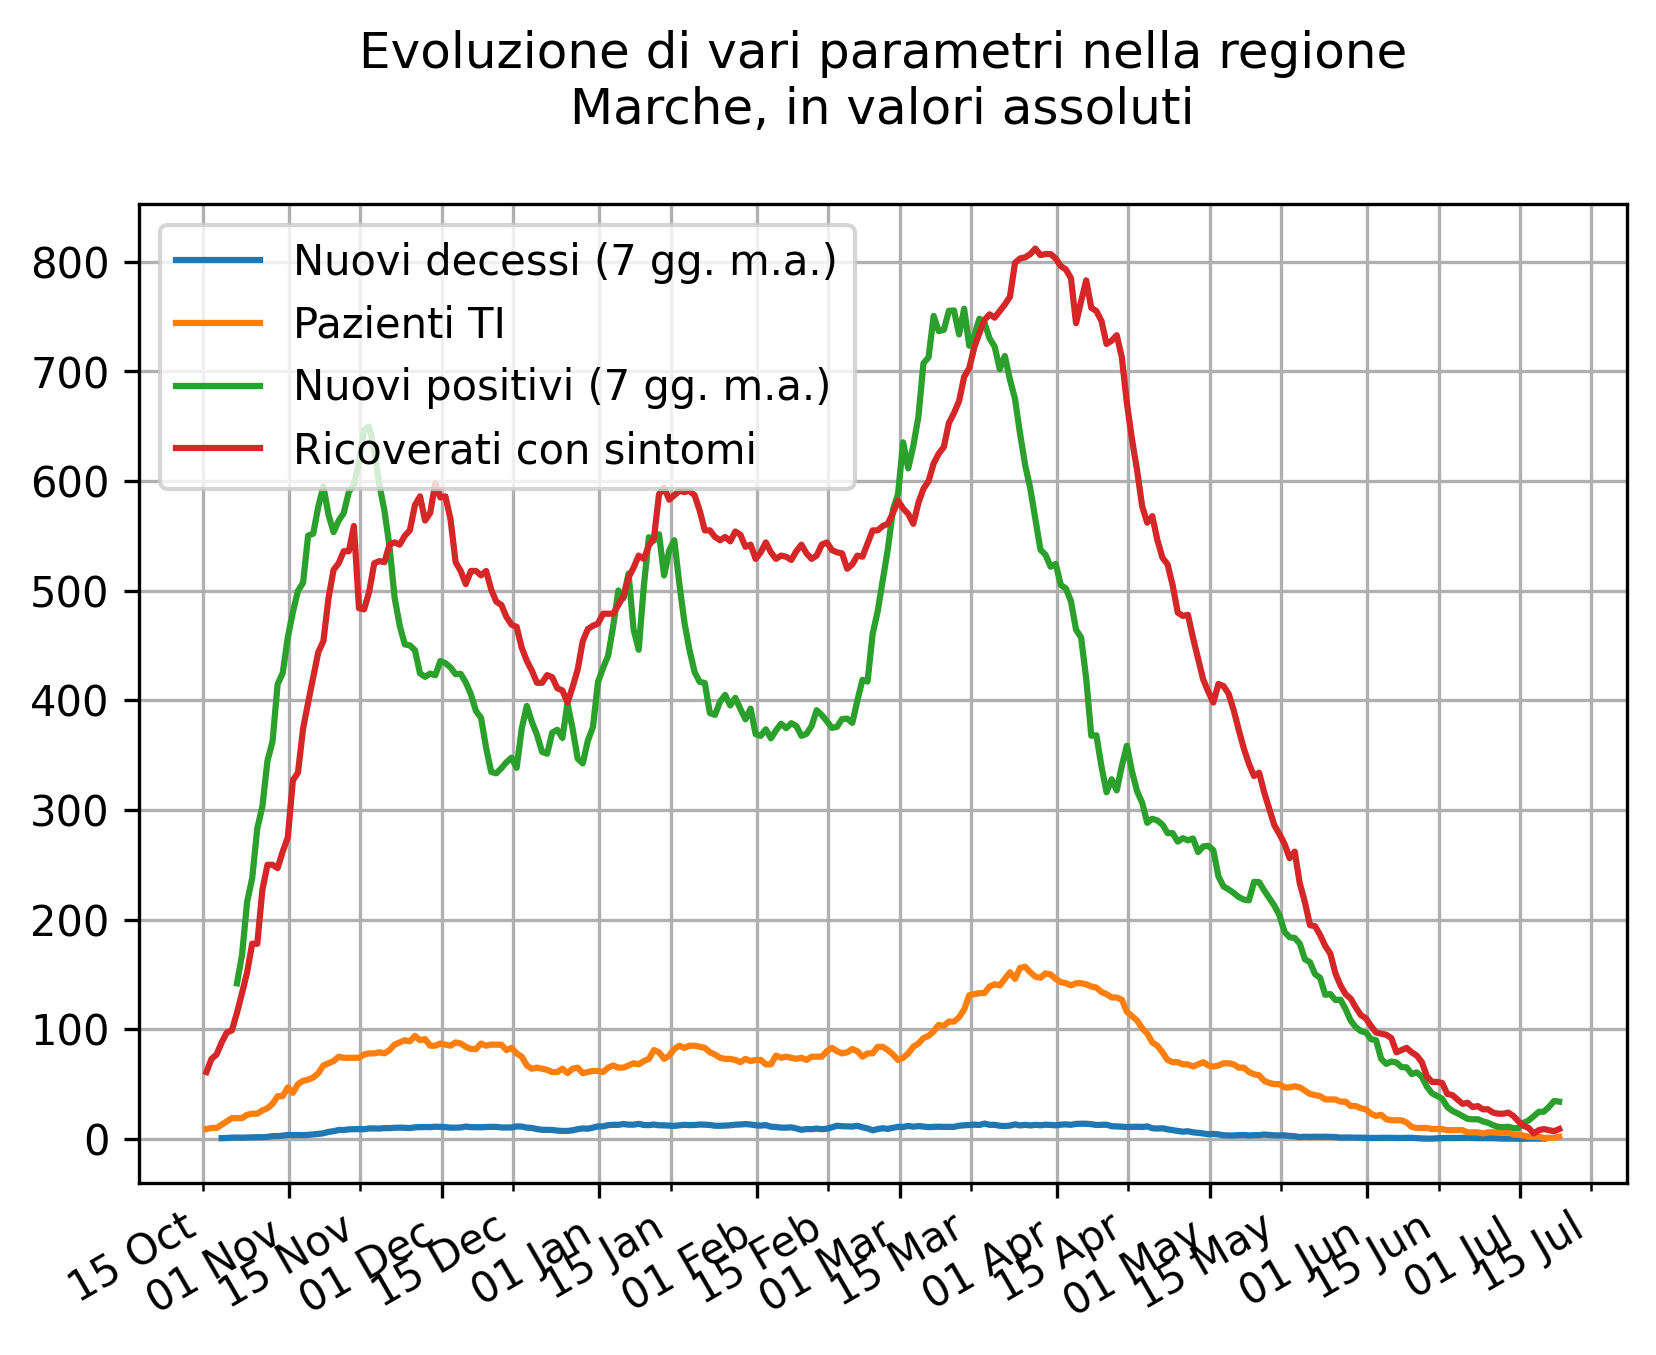 Evoluzione di vari parametri nella regione
Marche, in valori assoluti
Nuovi decessi (7 gg. m.a.)
Pazienti TI
Nuovi positivi (7 gg. m.a.)
Ricoverati con sintomi
800
700
600
500
400
300
200
100
0
15 Oct
01 Nov
15 Nov
01 Dec
15 Dec
01 Jan
15 Jan
01 Feb
15 Feb
01 Mar
15 Mar
01 Apr
15 Apr
01 May
15 May
01 Jun
15 Jun
01 Jul
15 Jul